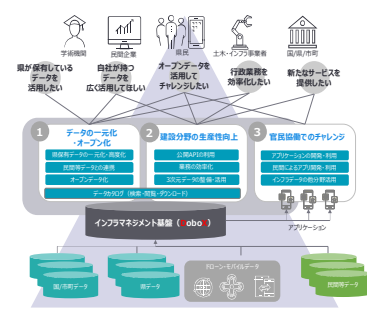 学術機関
民間企業
県民
土木・インフラ事業者
国/県/市町
県が保有している
データを
活用したい
自社が持つ
データを
広く活用してほしい
オープンデータを
活用して
チャレンジしたい
行政業務を
効率化したい
新たなサービスを
提供したい
1
データの一元化
・オープン化
県保有データの一元化・高度化
民間等データとの連携
オープンデータ化
データカタログ（検索・閲覧・ダウンロード）
2
建設分野の生産性向上
公開APIの利用
業務の効率化
3次元データの整備・活用
3
官民協働でのチャレンジ
アプリケーションの開発・利用
民間によるアプリ開発・利用
インフラデータの他分野活用
アプリケーション
インフラマネジメント基盤（DoboX）
国/市町データ
県データ
ドローン・モバイルデータ
民間等データ